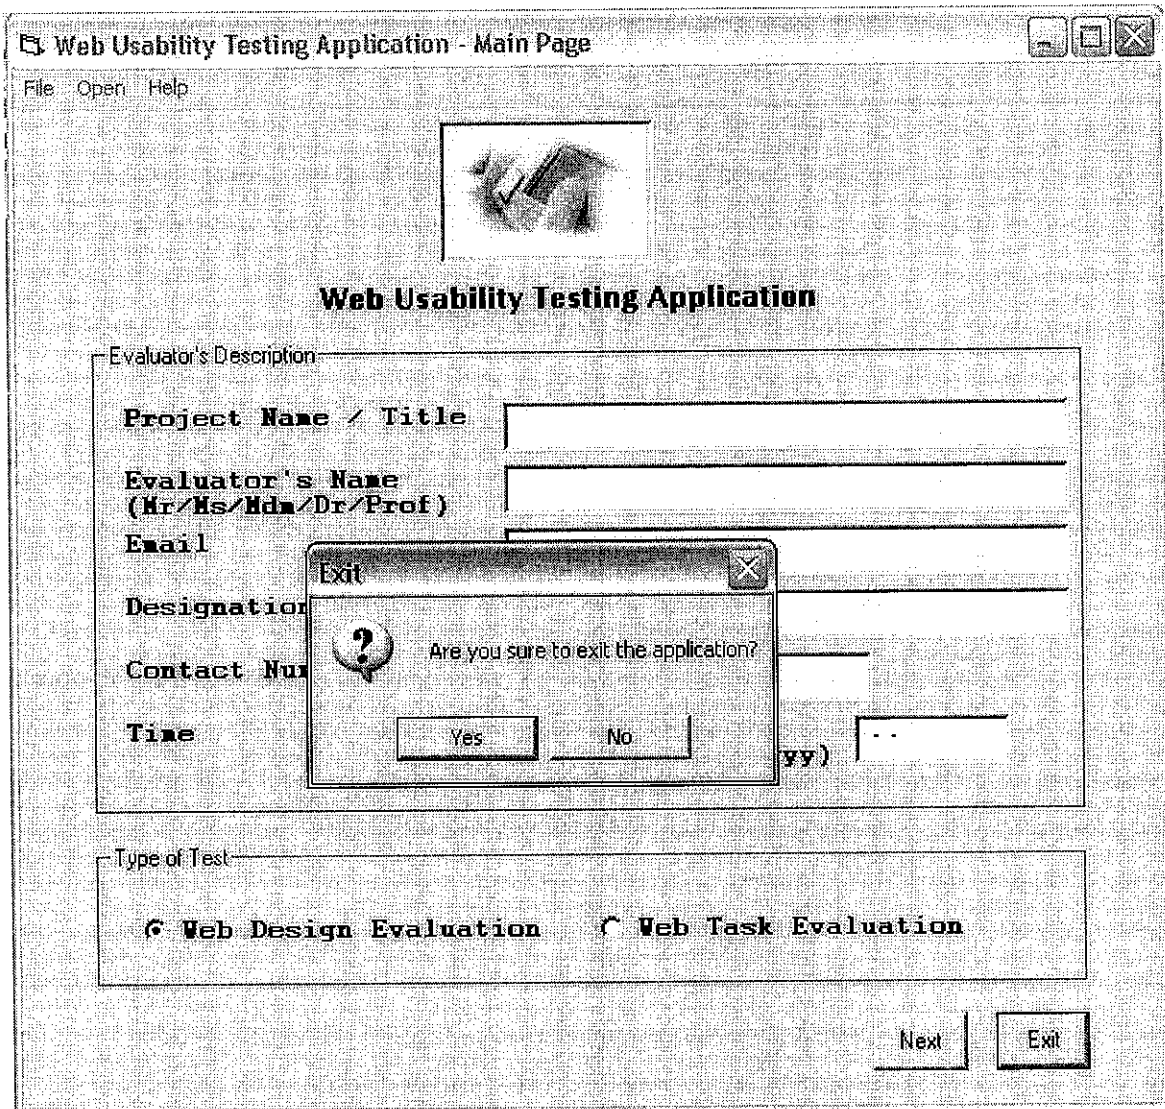 Web Usability Testing Application - Main Page
File Open Help
Web Usability Testing Application
Evaluator's Description
Project Name / Title
Evaluator's Name
(Mr/Ms/Mdm/Dr/Prof)
Email
Exit
Designation
Are you sure to exit the application?
Contact Num
Time
Yes No
yy) - -
Type of Test
Web Design Evaluation Web Task Evaluation
Next Exit